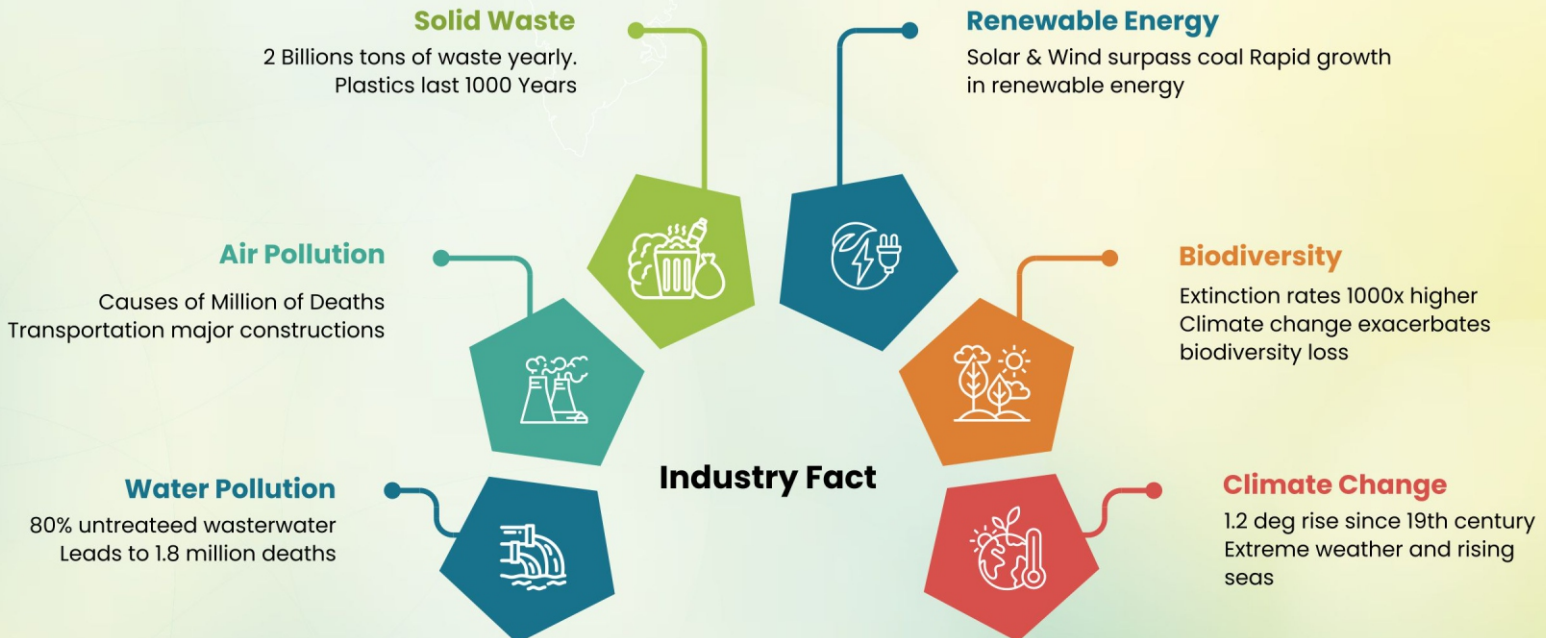 Solid Waste
2 Billions tons of waste yearly.
Plastics last 1000 Years
Renewable Energy
Solar & Wind surpass coal Rapid growth
in renewable energy
Air Pollution
Causes of Million of Deaths
Transportation major constructions
Biodiversity
Extinction rates 1000x higher
Climate change exacerbates
biodiversity loss
Industry Fact
Water Pollution
80% untreateed wasterwater
Leads to 1.8 million deaths
Climate Change
1.2 deg rise since 19th century
Extreme weather and rising
seas